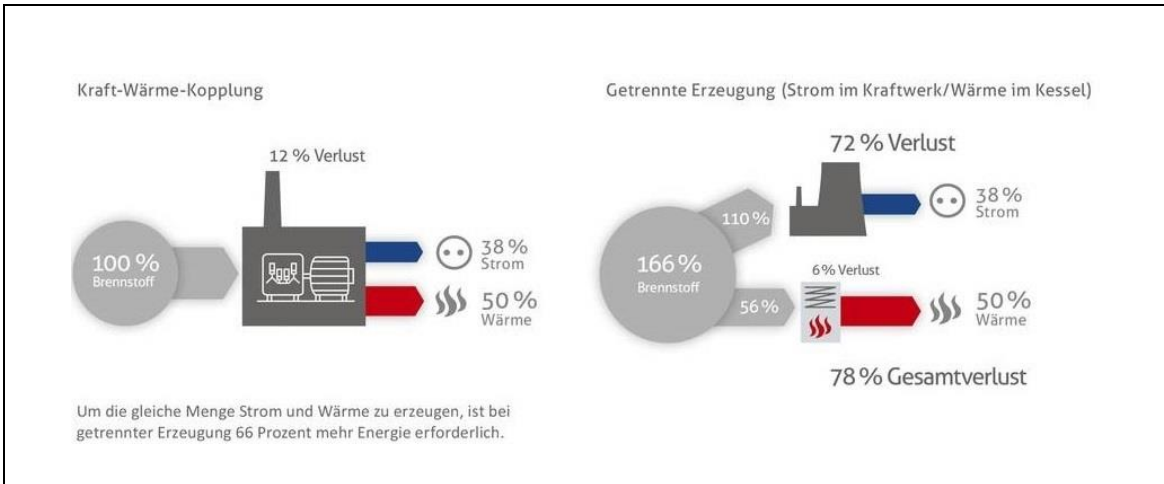 Kraft-Wärme-Kopplung
12 % Verlust
100 %
Brennstoff
38 %
Strom
50 %
Wärme
Um die gleiche Menge Strom und Wärme zu erzeugen, ist bei
getrennter Erzeugung 66 Prozent mehr Energie erforderlich.
Getrennte Erzeugung (Strom im Kraftwerk/Wärme im Kessel)
72 % Verlust
110 %
38 %
Strom
166 %
Brennstoff
6 % Verlust
56 %
50 %
Wärme
78 % Gesamtverlust